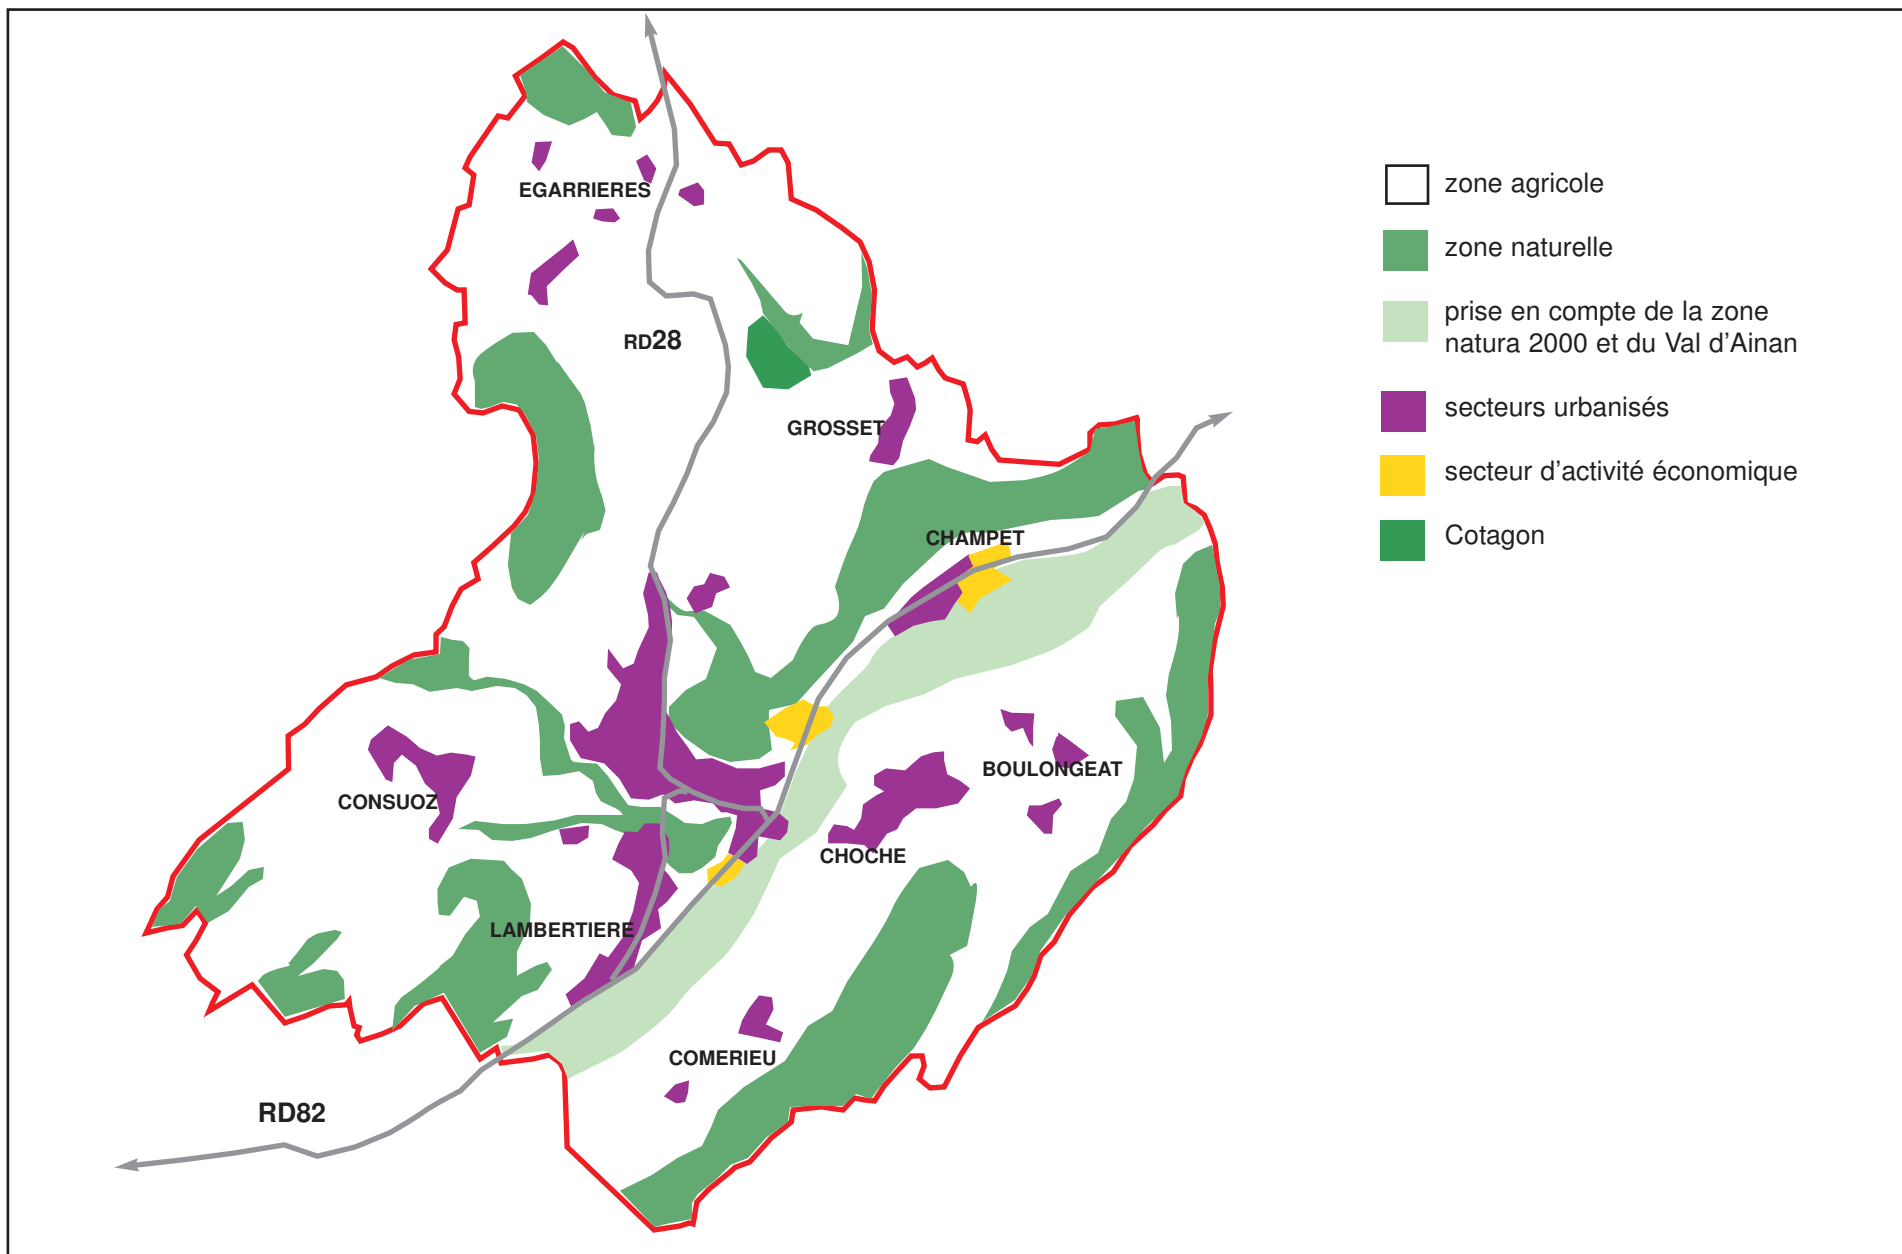 EGARRIERES
RD28
GROSSET
CHAMPET
BOULONGEAT
CONSUOZ
CHOCHE
LAMBERTIERE
COMERIEU
RD82
zone agricole
zone naturelle
prise en compte de la zone
natura 2000 et du Val d’Ainan
secteurs urbanisés
secteur d’activité économique
Cotagon